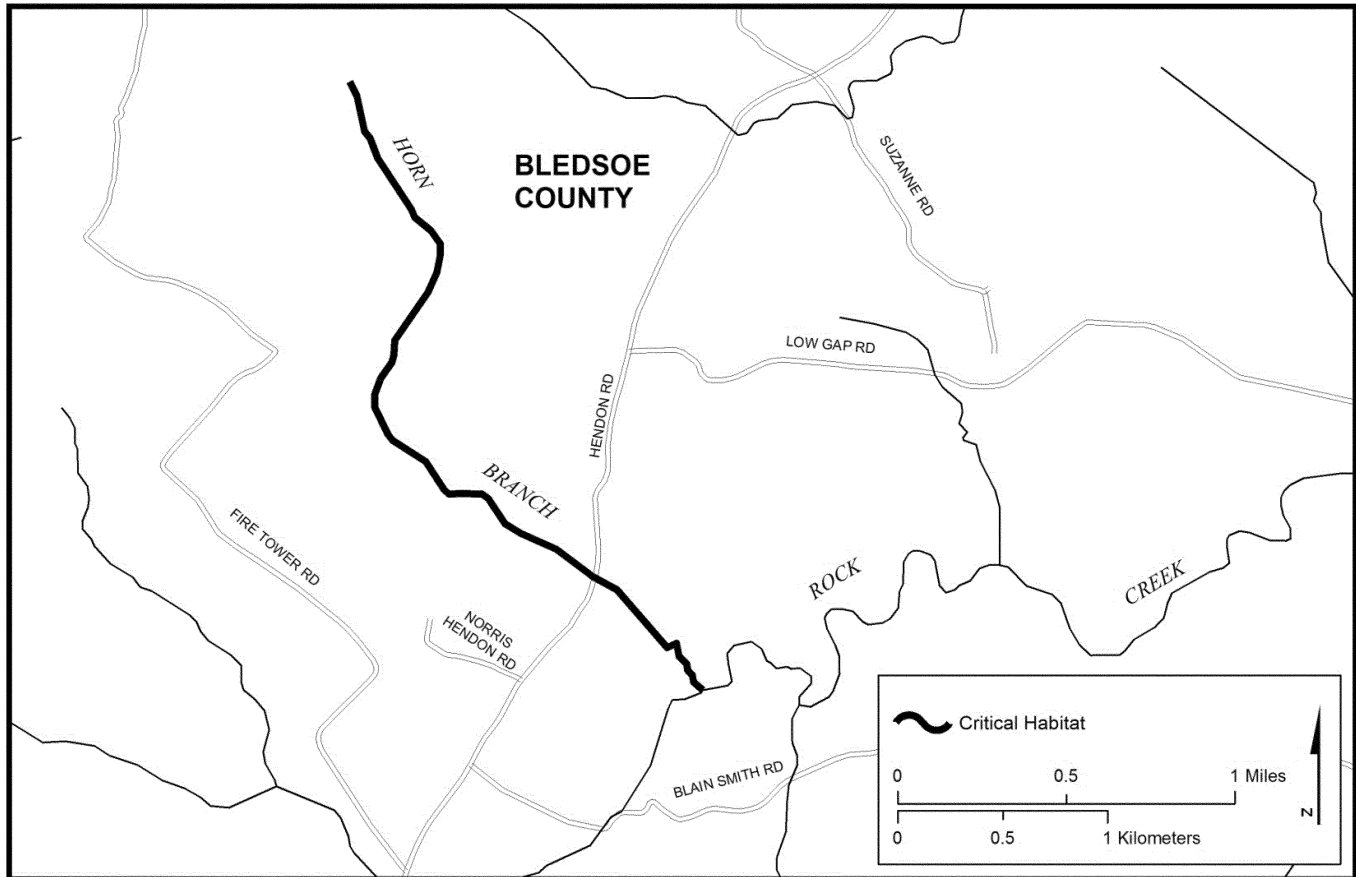 HORN
BLEDSOE
COUNTY
SUZANNE RD
LOW GAP RD
HENDON RD
BRANCH
FIRE TOWER RD
ROCK
CREEK
NORRIS
HENDON RD
BLAIN SMITH RD
Critical Habitat
0 0.5 1 Miles
0 0.5 1 Kilometers
N